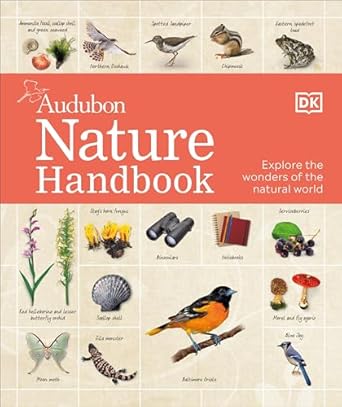 Ammonite fossil, scallop shell
and green seaweed
Northern Goshawk
Spotted Sandpiper
Chipmunk
Eastern spadefoot
toad
Audubon
Nature
Handbook
DK
Explore the
wonders of the
natural world
Stag's horn fungus
Binoculars
Notebooks
Serviceberries
Red helleborine and lesser
butterfly orchid
Scallop shell
Morel and fly agaric
Moon moth
Gila monster
Baltimore Oriole
Blue Jay